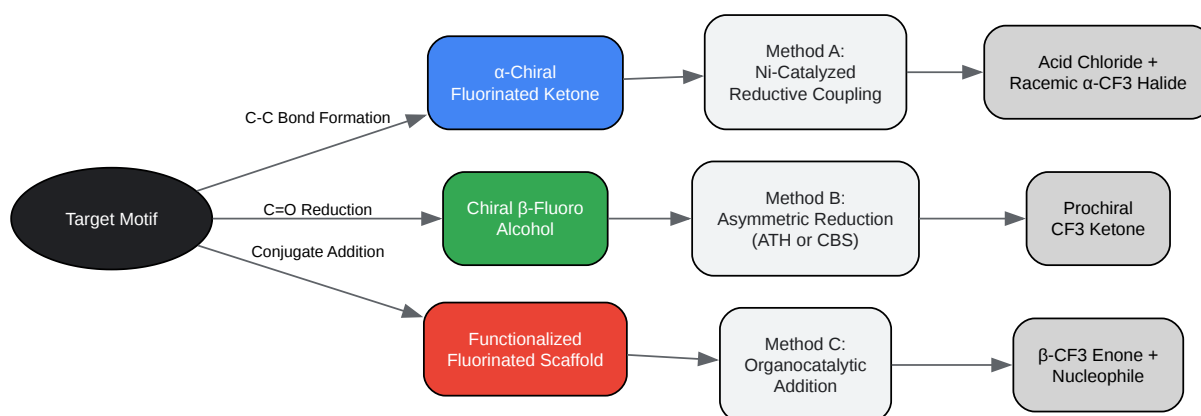 Target Motif
C-C Bond Formation
C=O Reduction
Conjugate Addition
α-Chiral
Fluorinated Ketone
Method A:
Ni-Catalyzed
Reductive Coupling
Acid Chloride +
Racemic α-CF3 Halide
Chiral β-Fluoro
Alcohol
Method B:
Asymmetric Reduction
(ATH or CBS)
Prochiral
CF3 Ketone
Functionalized
Fluorinated Scaffold
Method C:
Organocatalytic
Addition
β-CF3 Enone +
Nucleophile